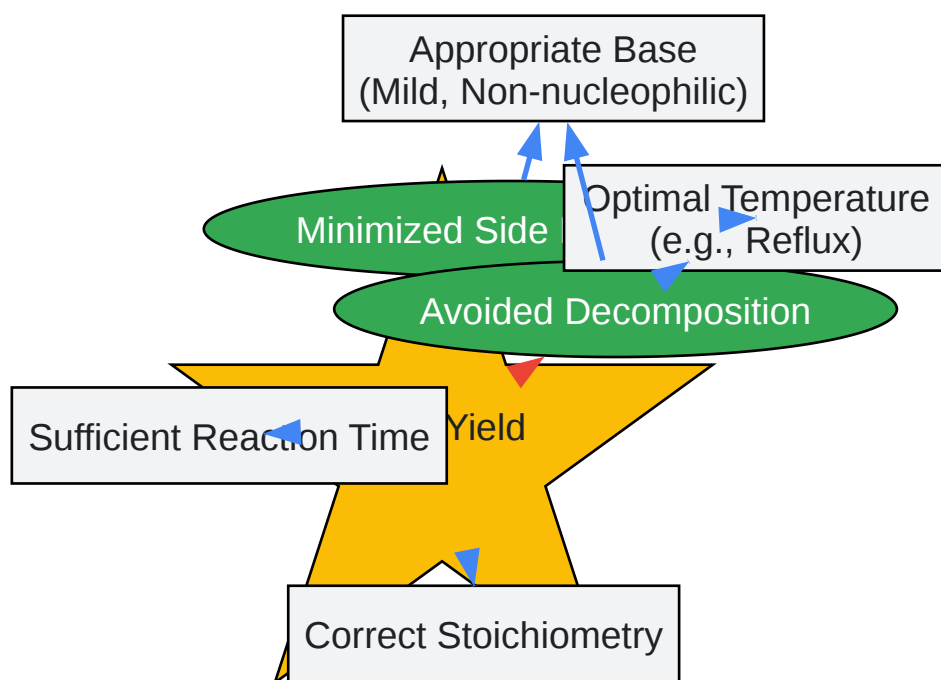 Appropriate Base
(Mild, Non-nucleophilic)
Optimal Temperature
(e.g., Reflux)
Minimized Side
Avoided Decomposition
Sufficient Reaction Time
Yield
Correct Stoichiometry